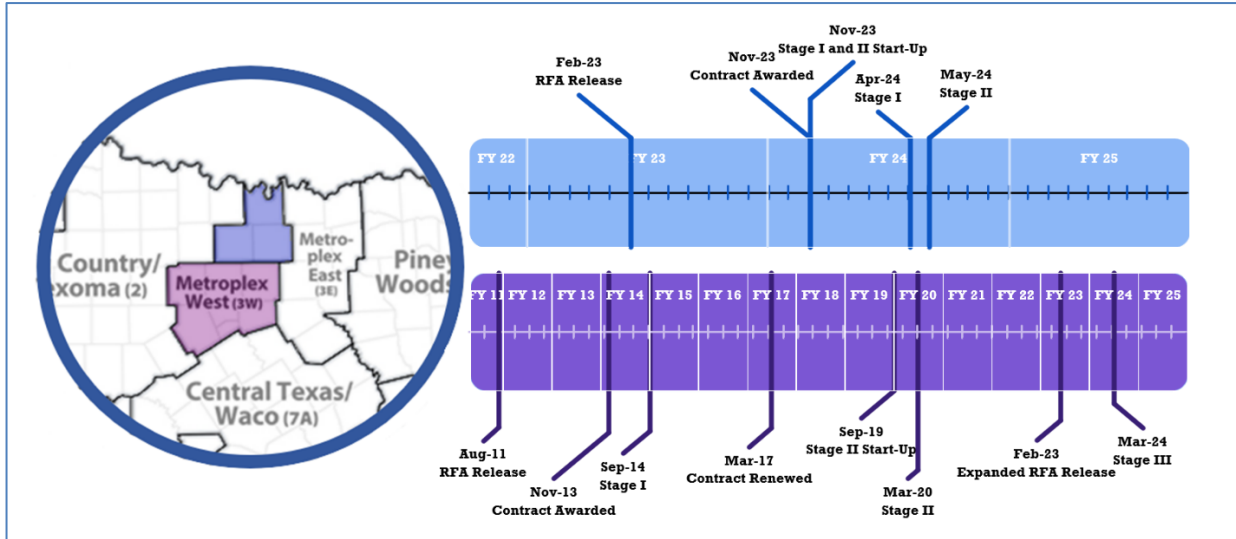 Country/
exoma (2)
Metroplex
West (3W)
Metro-
plex
East
(3E)
Piney
Woods
Central Texas/
Waco (7A)
Feb-23
RFA Release
Nov-23
Contract Awarded
Nov-23
Stage I and II Start-Up
Apr-24
Stage I
May-24
Stage II
FY 22
FY 23
FY 24
FY 25
FY 11
FY 12
FY 13
FY 14
FY 15
FY 16
FY 17
FY 18
FY 19
FY 20
FY 21
FY 22
FY 23
FY 24
FY 25
Aug-11
RFA Release
Nov-13
Contract Awarded
Sep-14
Stage I
Mar-17
Contract Renewed
Sep-19
Stage II Start-Up
Mar-20
Stage II
Feb-23
Expanded RFA Release
Mar-24
Stage III